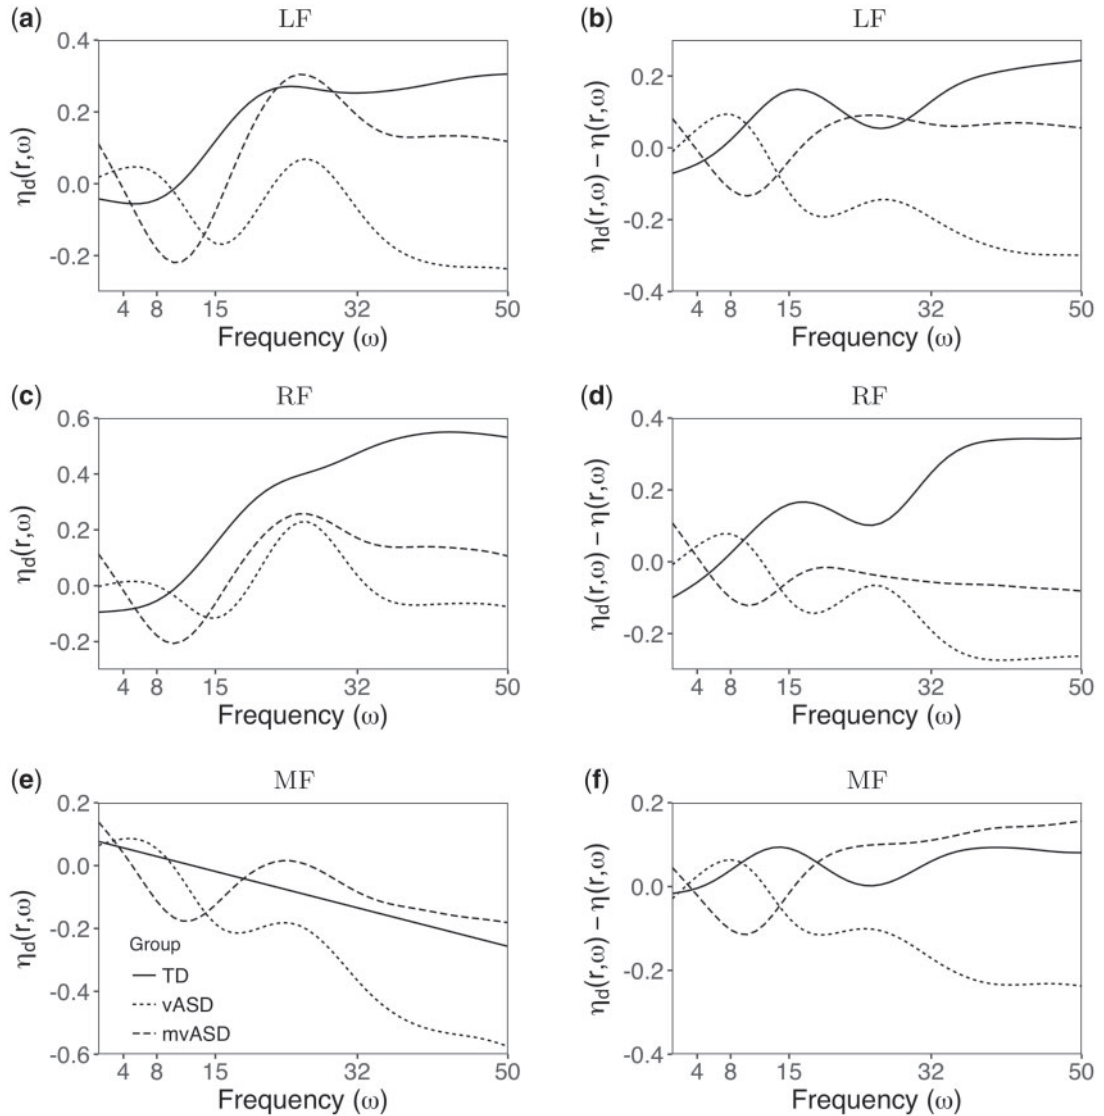 (a) LF
0.4
0.2
0.0
-0.2
ηd(r,ω)
4 8 15 32 50
Frequency (ω)
(b) LF
0.2
0.0
-0.2
-0.4
ηd(r,ω) − η(r,ω)
4 8 15 32 50
Frequency (ω)
(c) RF
0.6
0.4
0.2
0.0
-0.2
ηd(r,ω)
4 8 15 32 50
Frequency (ω)
(d) RF
0.4
0.2
0.0
-0.2
ηd(r,ω) − η(r,ω)
4 8 15 32 50
Frequency (ω)
(e) MF
0.2
0.0
-0.2
-0.4
-0.6
ηd(r,ω)
Group
TD
vASD
mvASD
4 8 15 32 50
Frequency (ω)
(f) MF
0.2
0.0
-0.2
-0.4
ηd(r,ω) − η(r,ω)
4 8 15 32 50
Frequency (ω)